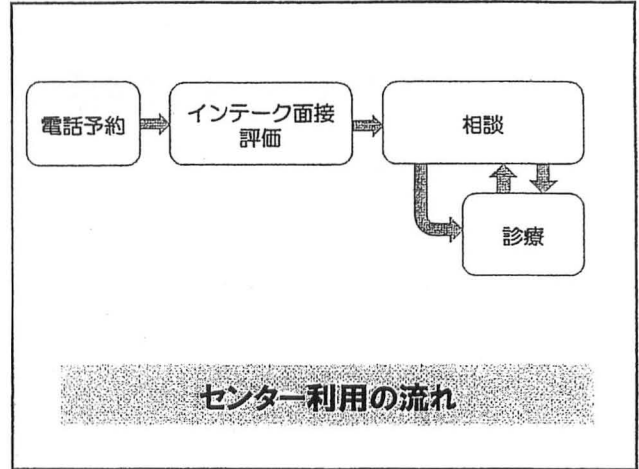 電話予約
インテーク面接
評価
相談
診療
センター利用の流れ